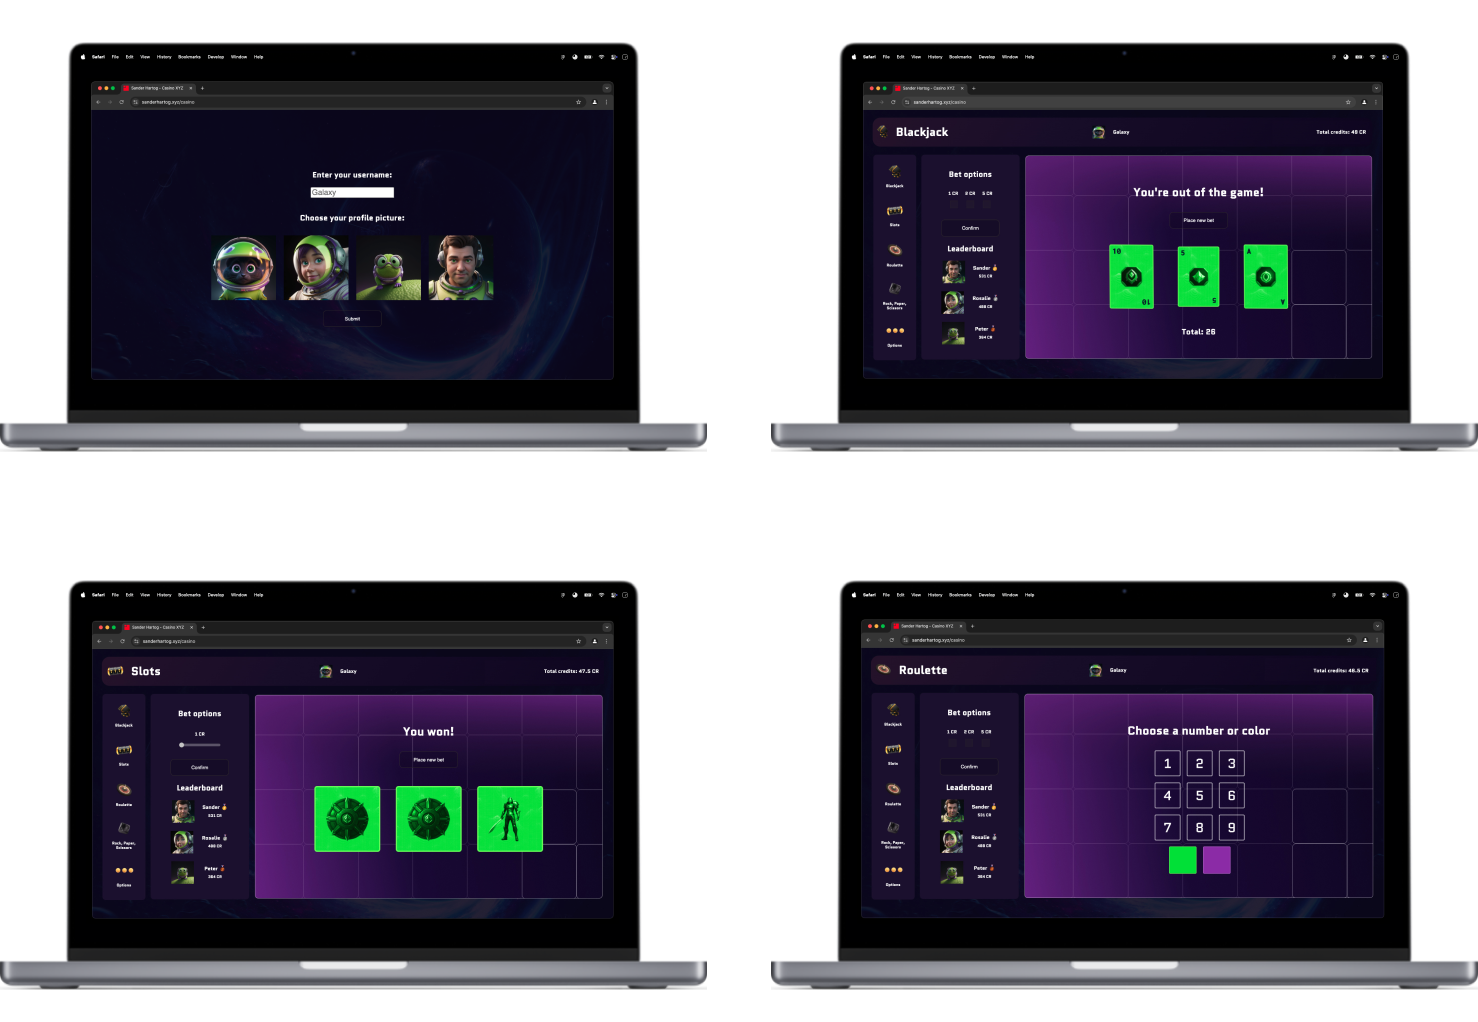 Safari File Edit View History Bookmarks Develop Window Help
Sander Hartog - Casino XYZ
sanderhartog.xyz/casino
Enter your username:
Galaxy
Choose your profile picture:
Submit
Safari File Edit View History Bookmarks Develop Window Help
Sander Hartog - Casino XYZ
sanderhartog.xyz/casino
Blackjack
Galaxy
Total credits: 49 CR
Blackjack
Slots
Roulette
Rock, Paper,
Scissors
Options
Bet options
1 CR 2 CR 5 CR
Confirm
Leaderboard
Sander
531 CR
Rosalie
489 CR
Peter
364 CR
You're out of the game!
Place new bet
10 10
5 5
A A
Total: 26
Safari File Edit View History Bookmarks Develop Window Help
Sander Hartog - Casino XYZ
sanderhartog.xyz/casino
Slots
Galaxy
Total credits: 47.5 CR
Blackjack
Slots
Roulette
Rock, Paper,
Scissors
Options
Bet options
1 CR
Confirm
Leaderboard
Sander
531 CR
Rosalie
489 CR
Peter
364 CR
You won!
Place new bet
Safari File Edit View History Bookmarks Develop Window Help
Sander Hartog - Casino XYZ
sanderhartog.xyz/casino
Roulette
Galaxy
Total credits: 48.5 CR
Blackjack
Slots
Roulette
Rock, Paper,
Scissors
Options
Bet options
1 CR 2 CR 5 CR
Confirm
Leaderboard
Sander
531 CR
Rosalie
489 CR
Peter
364 CR
Choose a number or color
1 2 3
4 5 6
7 8 9